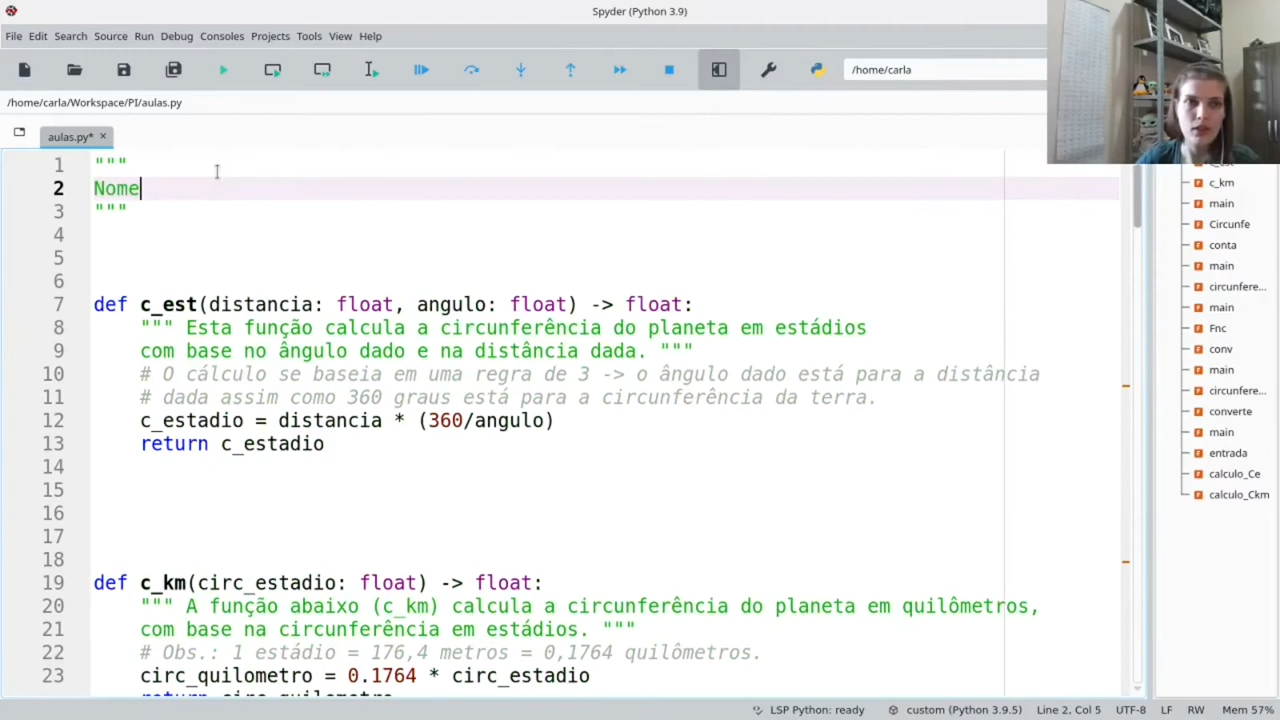 Spyder (Python 3.9)
File Edit Search Source Run Debug Consoles Projects Tools View Help
/home/carla
/home/carla/Workspace/PI/aulas.py
aulas.py*
1 """
2 Nome
3 """
4
5
6
7 def c_est(distancia: float, angulo: float) -> float:
8 """ Esta função calcula a circunferência do planeta em estádios
9 com base no ângulo dado e na distância dada. """
10 # O cálculo se baseia em uma regra de 3 -> o ângulo dado está para a distância
11 # dada assim como 360 graus está para a circunferência da terra.
12 c_estadio = distancia * (360/angulo)
13 return c_estadio
14
15
16
17
18
19 def c_km(circ_estadio: float) -> float:
20 """ A função abaixo (c_km) calcula a circunferência do planeta em quilômetros,
21 com base na circunferência em estádios. """
22 # Obs.: 1 estádio = 176,4 metros = 0,1764 quilômetros.
23 circ_quilometro = 0.1764 * circ_estadio
return circ_quilometro
c_est
c_km
main
Circunfe
conta
main
circunfere...
main
Fnc
conv
main
circunfere...
converte
main
entrada
calculo_Ce
calculo_Ckm
LSP Python: ready custom (Python 3.9.5) Line 2, Col 5 UTF-8 LF RW Mem 57%